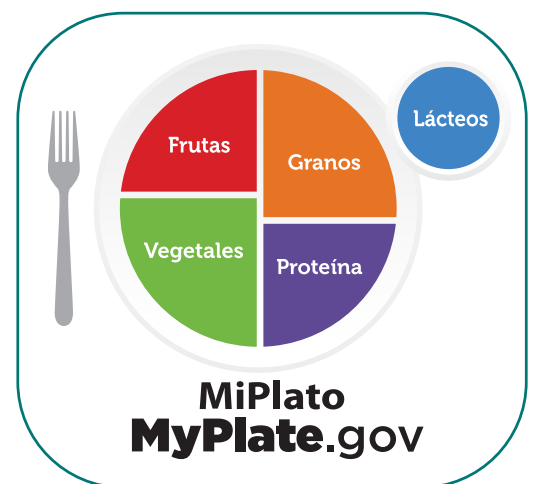 Frutas
Granos
Lácteos
Vegetales
Proteína
MiPlato
MyPlate.gov